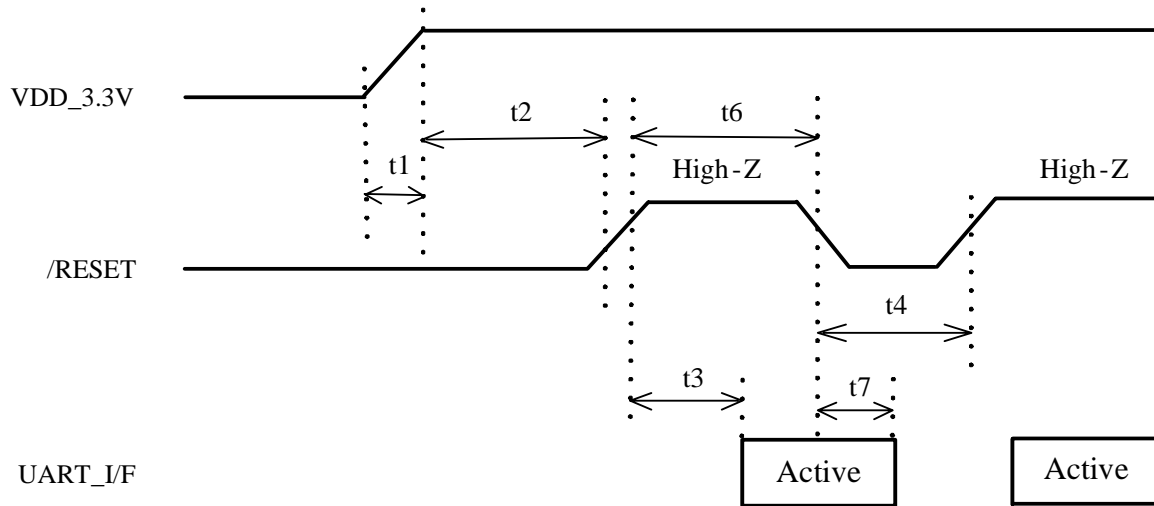 VDD_3.3V
t2
t6
t1
High-Z
High-Z
/RESET
t4
t3
t7
UART_I/F
Active
Active